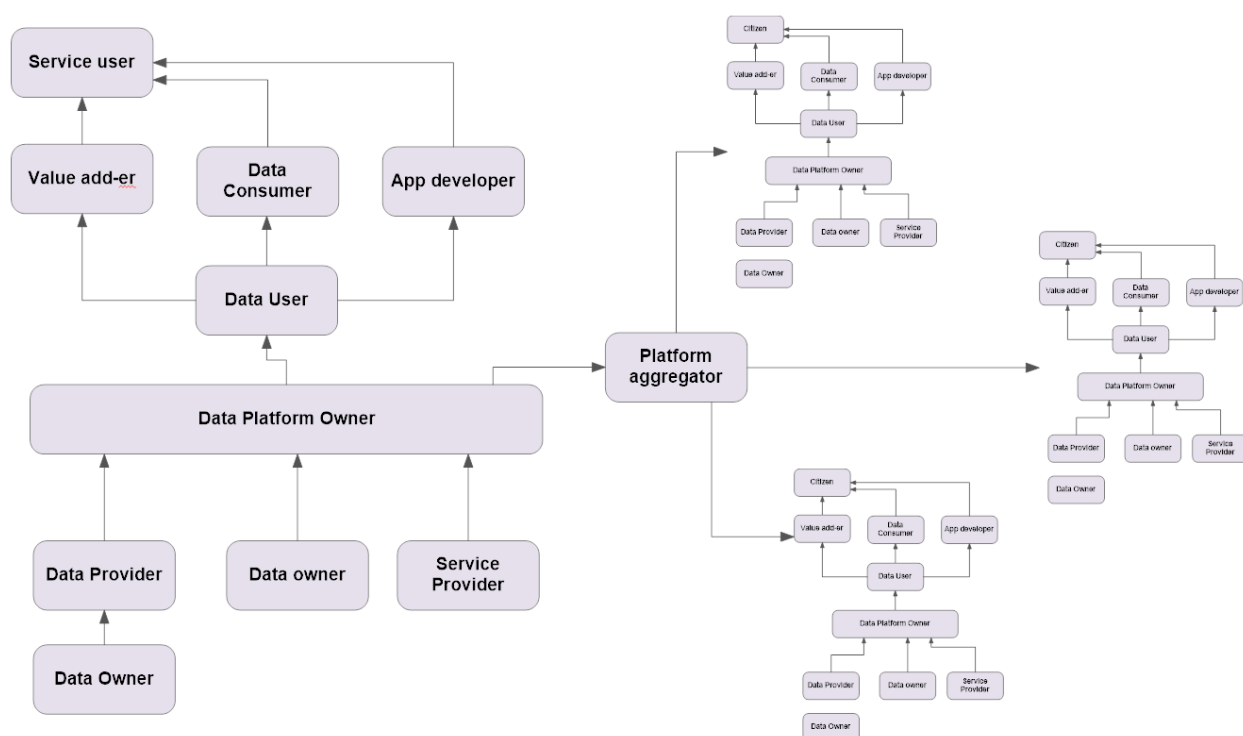 Service user
Value add-er
Data
Consumer
App developer
Data User
Data Platform Owner
Data Provider
Data owner
Service
Provider
Data Owner
Platform
aggregator
Citizen
Value add-er
Data
Consumer
App developer
Data User
Data Platform Owner
Data Provider
Data owner
Service
Provider
Data Owner
Citizen
Value add-er
Data
Consumer
App developer
Data User
Data Platform Owner
Data Provider
Data owner
Service
Provider
Data Owner
Citizen
Value add-er
Data
Consumer
App developer
Data User
Data Platform Owner
Data Provider
Data owner
Service
Provider
Data Owner